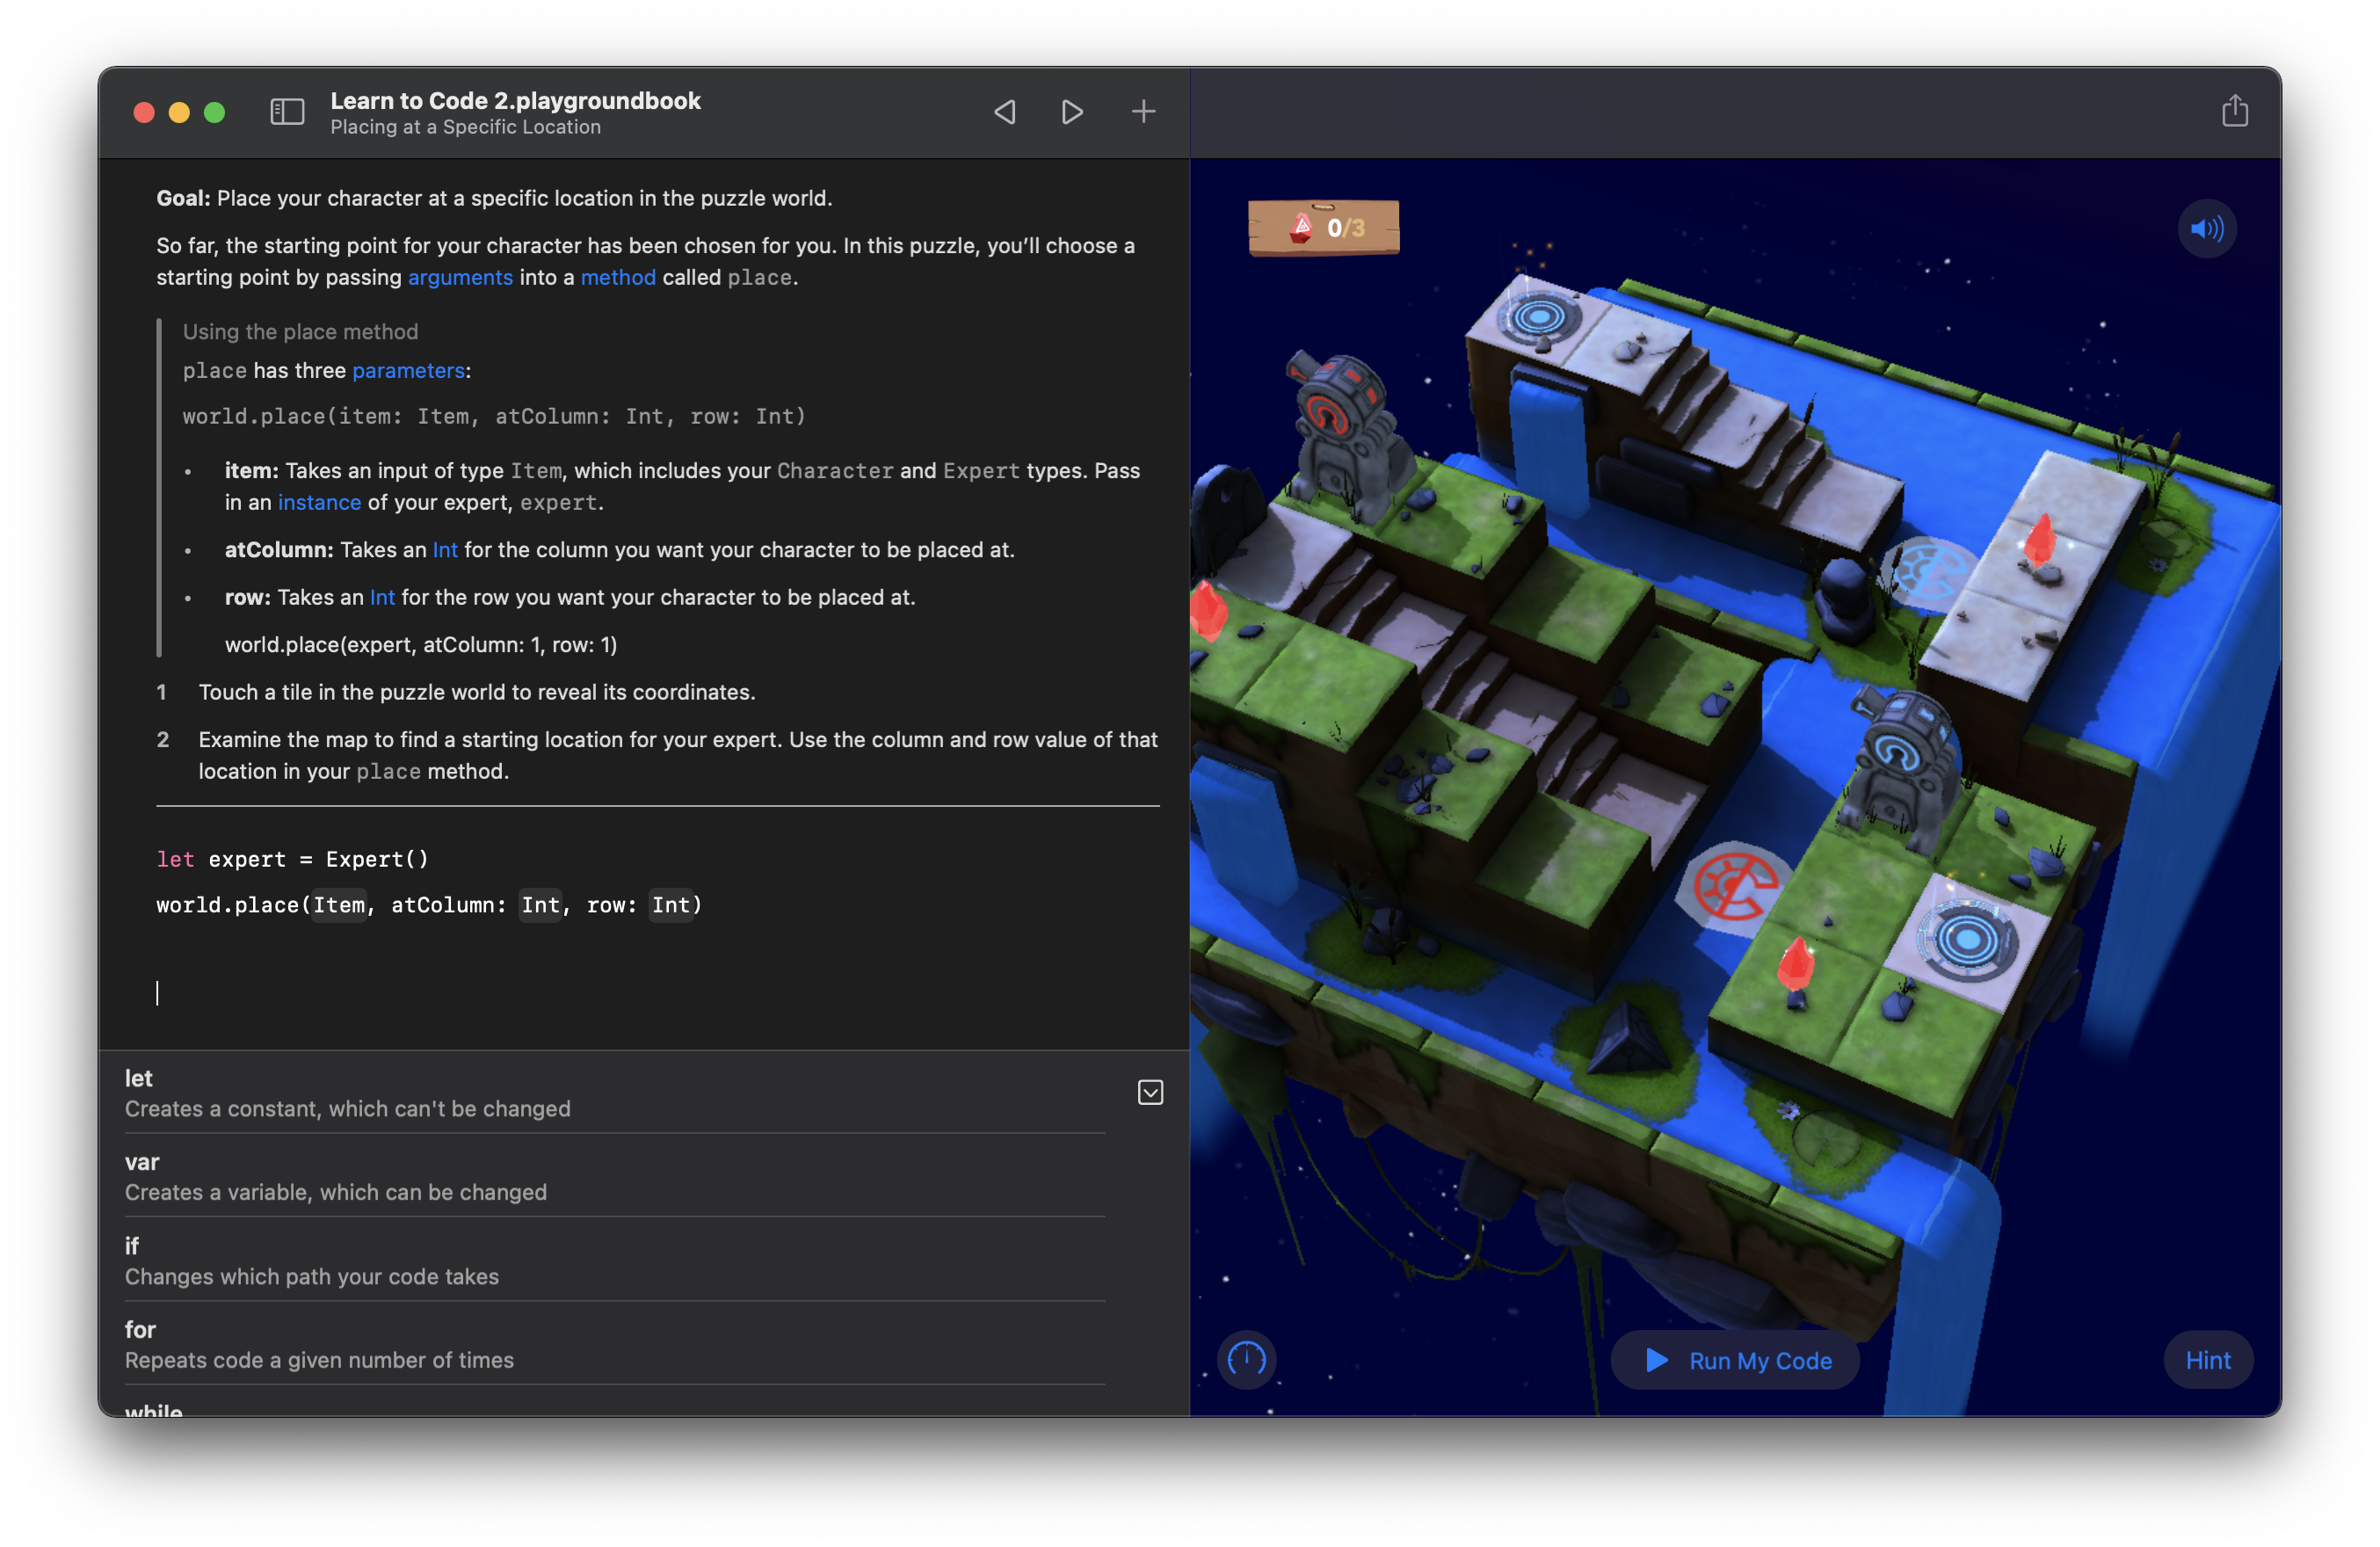 Learn to Code 2.playgroundbook
Placing at a Specific Location
Goal: Place your character at a specific location in the puzzle world.
So far, the starting point for your character has been chosen for you. In this puzzle, you’ll choose a
starting point by passing arguments into a method called place.
Using the place method
place has three parameters:
world.place(item: Item, atColumn: Int, row: Int)
• item: Takes an input of type Item, which includes your Character and Expert types. Pass
in an instance of your expert, expert.
• atColumn: Takes an Int for the column you want your character to be placed at.
• row: Takes an Int for the row you want your character to be placed at.
world.place(expert, atColumn: 1, row: 1)
1 Touch a tile in the puzzle world to reveal its coordinates.
2 Examine the map to find a starting location for your expert. Use the column and row value of that
location in your place method.
let expert = Expert()
world.place(Item, atColumn: Int, row: Int)
let
Creates a constant, which can't be changed
var
Creates a variable, which can be changed
if
Changes which path your code takes
for
Repeats code a given number of times
while
0/3
Run My Code
Hint